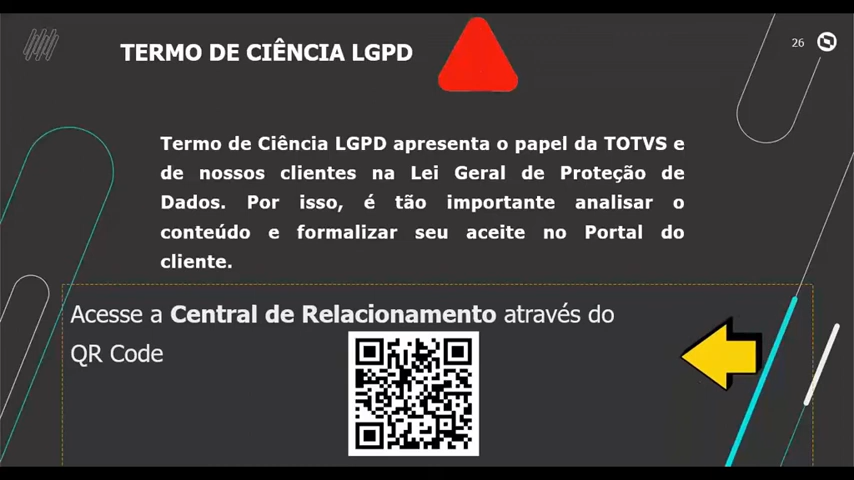 TERMO DE CIÊNCIA LGPD
26
Termo de Ciência LGPD apresenta o papel da TOTVS e
de nossos clientes na Lei Geral de Proteção de
Dados. Por isso, é tão importante analisar o
conteúdo e formalizar seu aceite no Portal do
cliente.
Acesse a Central de Relacionamento através do
QR Code